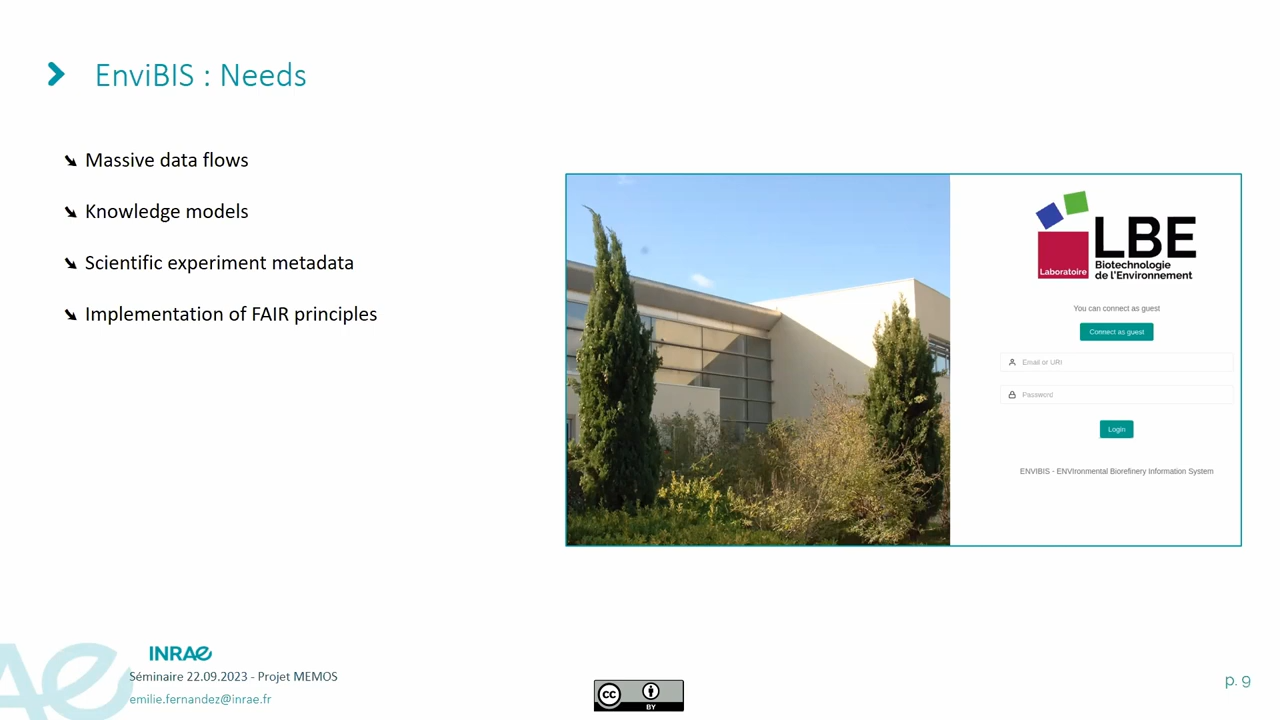 EnviBIS : Needs
Massive data flows
Knowledge models
Scientific experiment metadata
Implementation of FAIR principles
LBE
Laboratoire
Biotechnologie
de l'Environnement
You can connect as guest
Connect as guest
Email or URI
Password
Login
ENVIBIS - ENVIronmental Biorefinery Information System
INRAE
Séminaire 22.09.2023 - Projet MEMOS
emilie.fernandez@inrae.fr
cc
BY
p. 9